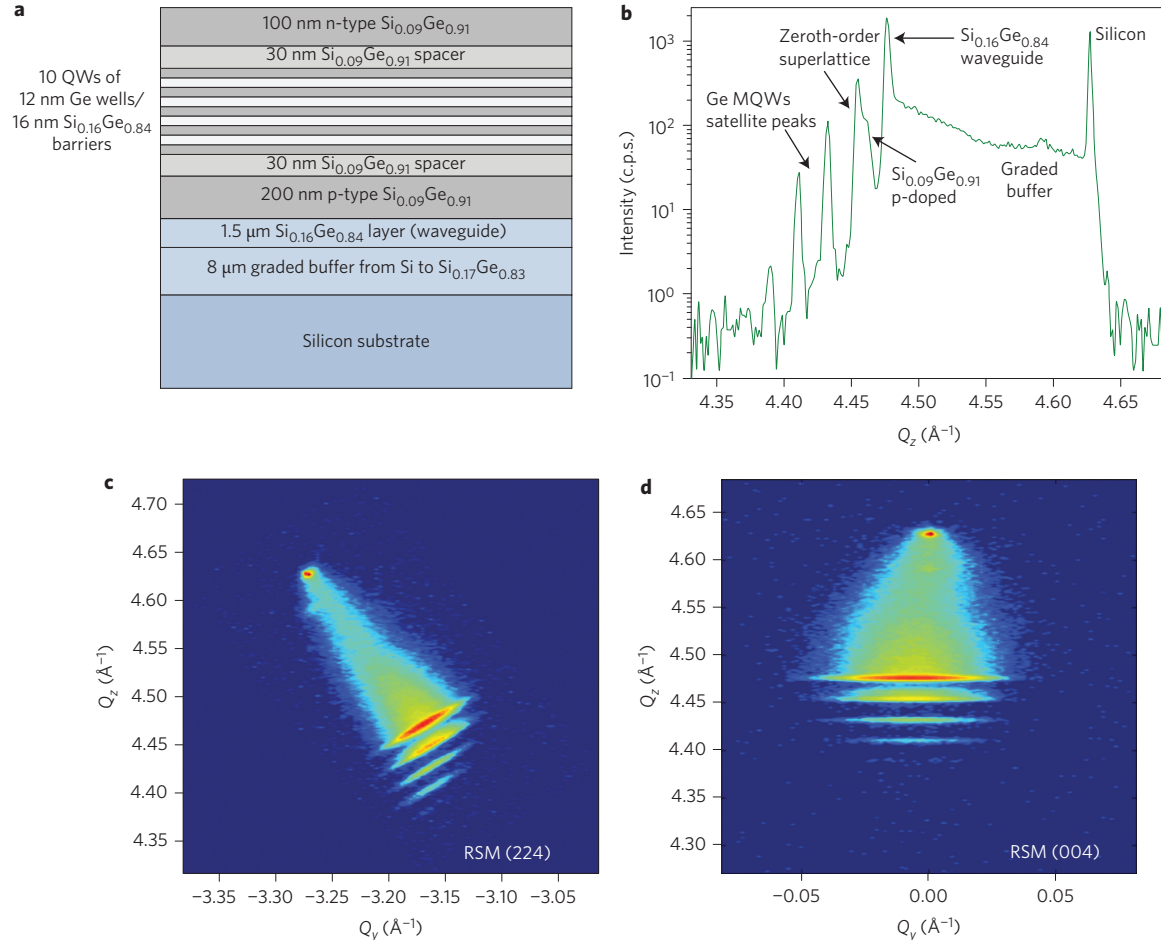 a
100 nm n-type Si0.09Ge0.91
30 nm Si0.09Ge0.91 spacer
10 QWs of
12 nm Ge wells/
16 nm Si0.16Ge0.84
barriers
30 nm Si0.09Ge0.91 spacer
200 nm p-type Si0.09Ge0.91
1.5 μm Si0.16Ge0.84 layer (waveguide)
8 μm graded buffer from Si to Si0.17Ge0.83
Silicon substrate
b
Intensity (c.p.s.)
10³
10²
10¹
10⁰
10⁻¹
Zeroth-order
superlattice
Si0.16Ge0.84
waveguide
Silicon
Ge MQWs
satellite peaks
Si0.09Ge0.91
p-doped
Graded
buffer
4.35 4.40 4.45 4.50 4.55 4.60 4.65
Qz (Å⁻¹)
c
Qz (Å⁻¹)
4.70
4.65
4.60
4.55
4.50
4.45
4.40
4.35
RSM (224)
−3.35 −3.30 −3.25 −3.20 −3.15 −3.10 −3.05
Qy (Å⁻¹)
d
Qz (Å⁻¹)
4.65
4.60
4.55
4.50
4.45
4.40
4.35
4.30
RSM (004)
−0.05 0.00 0.05
Qy (Å⁻¹)